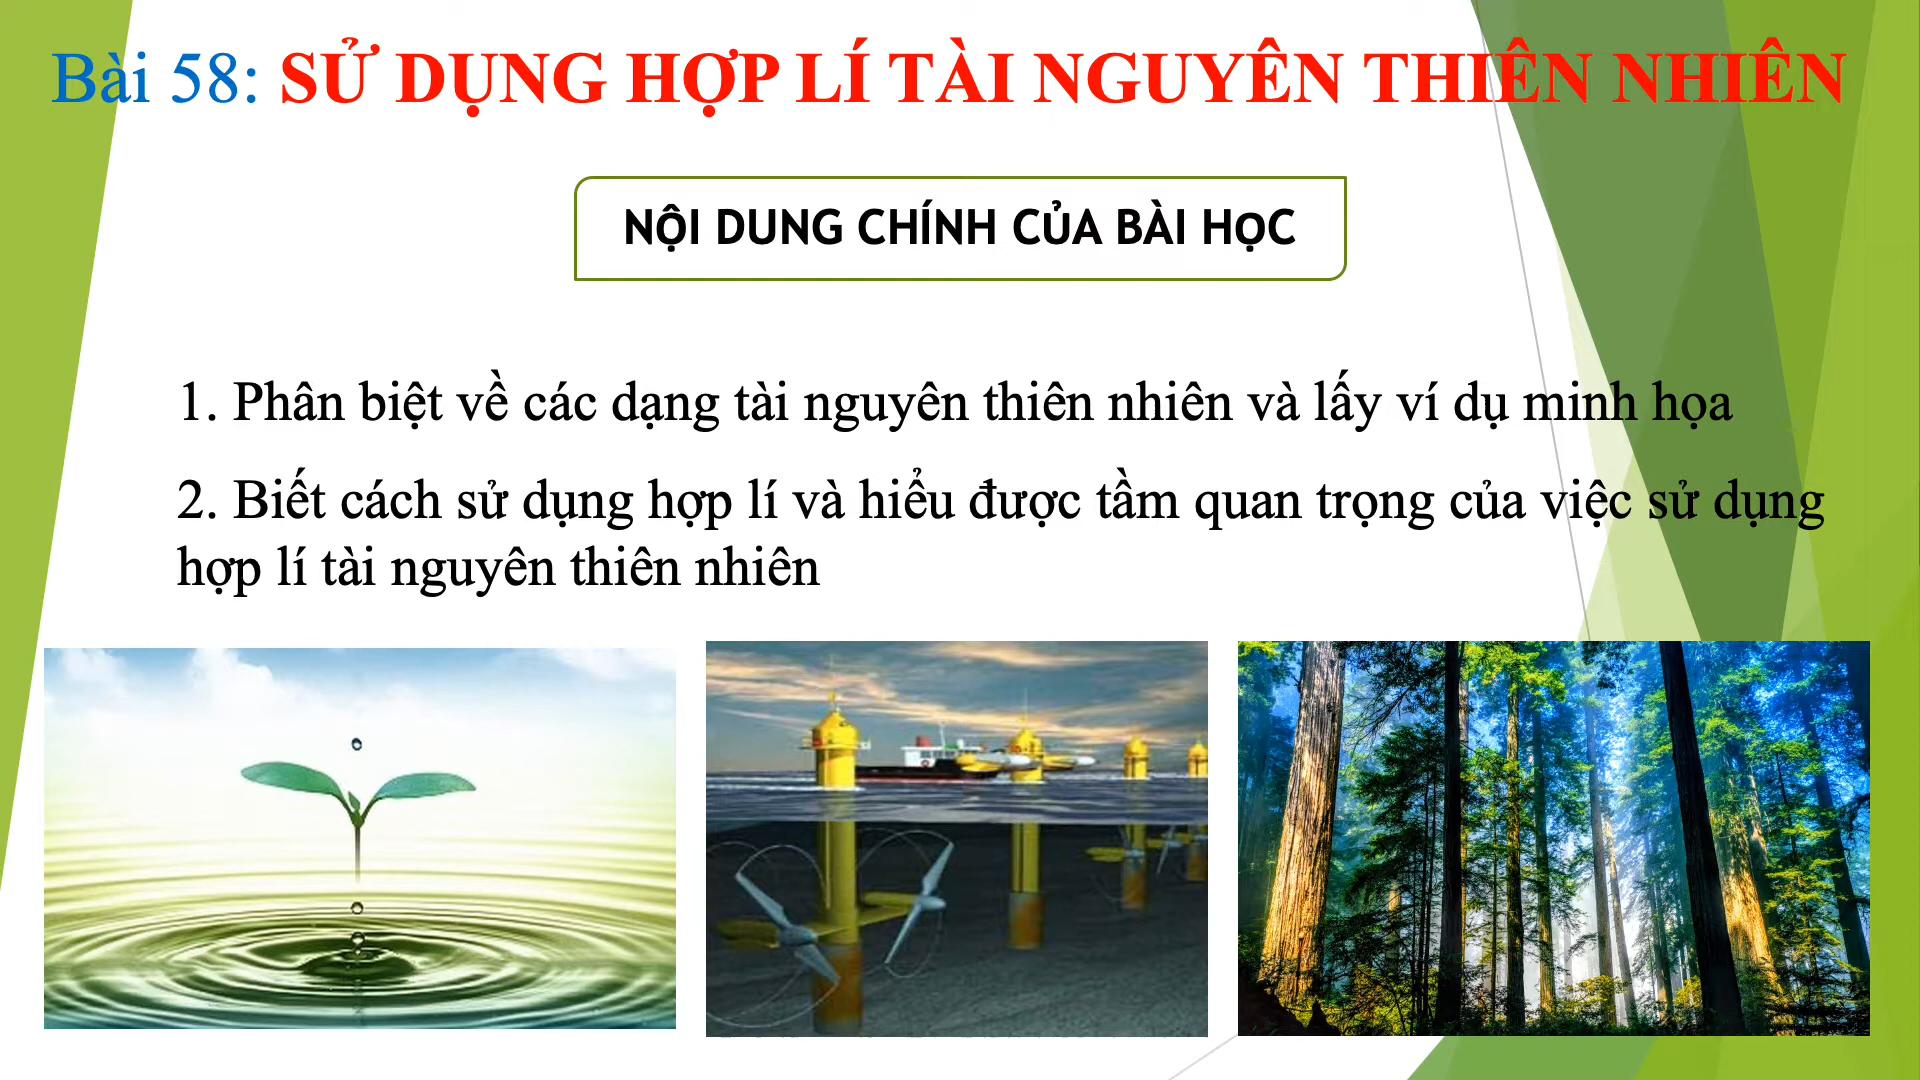 Bài 58: SỬ DỤNG HỢP LÍ TÀI NGUYÊN THIÊN NHIÊN
NỘI DUNG CHÍNH CỦA BÀI HỌC
1. Phân biệt về các dạng tài nguyên thiên nhiên và lấy ví dụ minh họa
2. Biết cách sử dụng hợp lí và hiểu được tầm quan trọng của việc sử dụng
hợp lí tài nguyên thiên nhiên